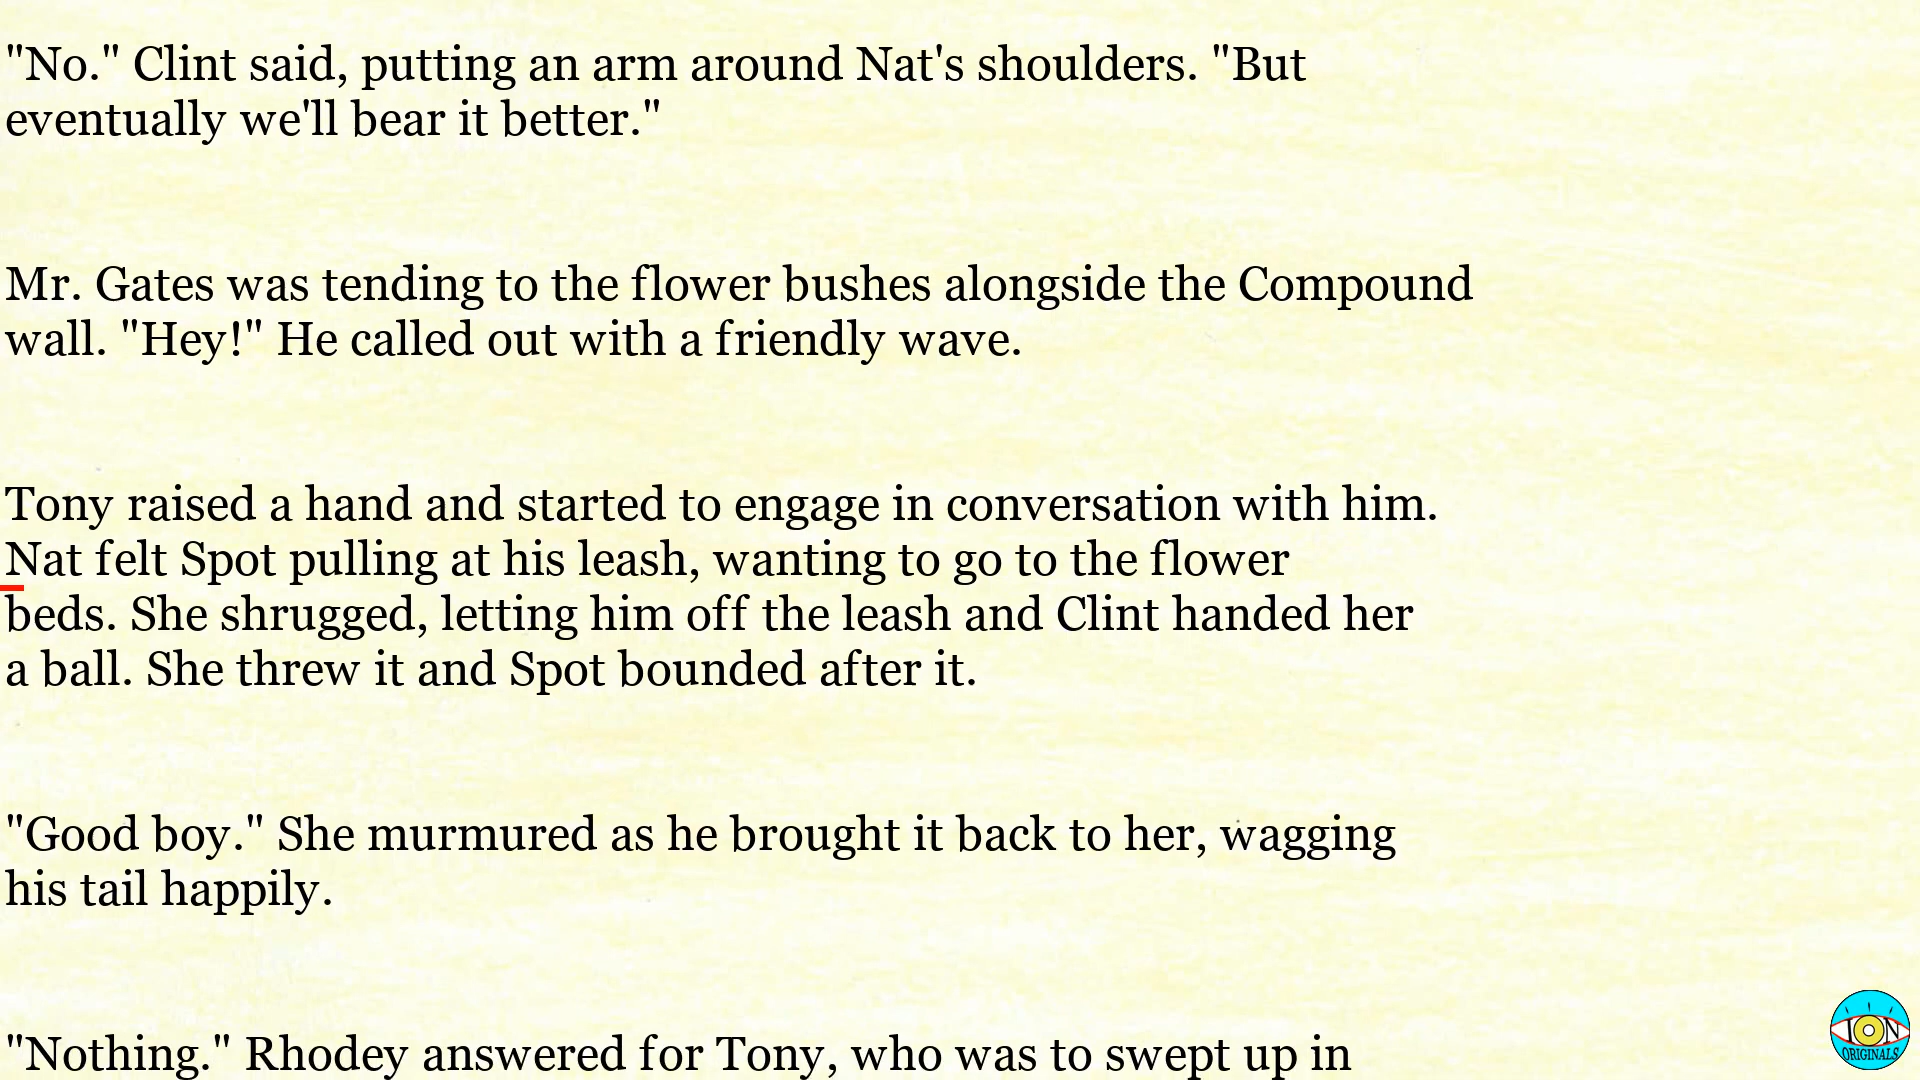 "No." Clint said, putting an arm around Nat's shoulders. "But
eventually we'll bear it better."
Mr. Gates was tending to the flower bushes alongside the Compound
wall. "Hey!" He called out with a friendly wave.
Tony raised a hand and started to engage in conversation with him.
Nat felt Spot pulling at his leash, wanting to go to the flower
beds. She shrugged, letting him off the leash and Clint handed her
a ball. She threw it and Spot bounded after it.
"Good boy." She murmured as he brought it back to her, wagging
his tail happily.
"Nothing." Rhodey answered for Tony, who was to swept up in
ION
ORIGINALS